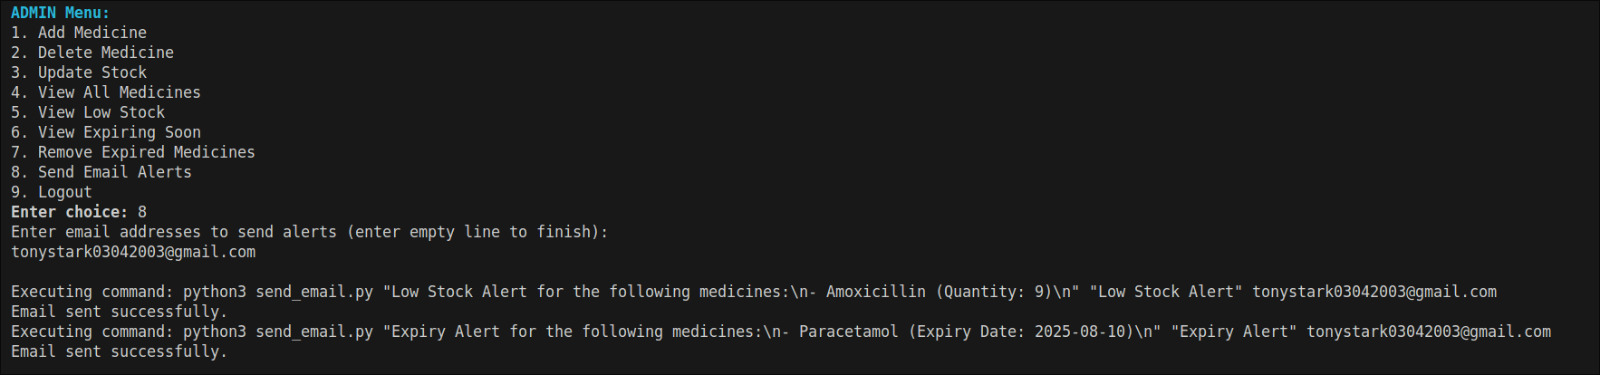 ADMIN Menu:
1. Add Medicine
2. Delete Medicine
3. Update Stock
4. View All Medicines
5. View Low Stock
6. View Expiring Soon
7. Remove Expired Medicines
8. Send Email Alerts
9. Logout
Enter choice: 8
Enter email addresses to send alerts (enter empty line to finish):
tonystark03042003@gmail.com
Executing command: python3 send_email.py "Low Stock Alert for the following medicines:\n- Amoxicillin (Quantity: 9)\n" "Low Stock Alert" tonystark03042003@gmail.com
Email sent successfully.
Executing command: python3 send_email.py "Expiry Alert for the following medicines:\n- Paracetamol (Expiry Date: 2025-08-10)\n" "Expiry Alert" tonystark03042003@gmail.com
Email sent successfully.